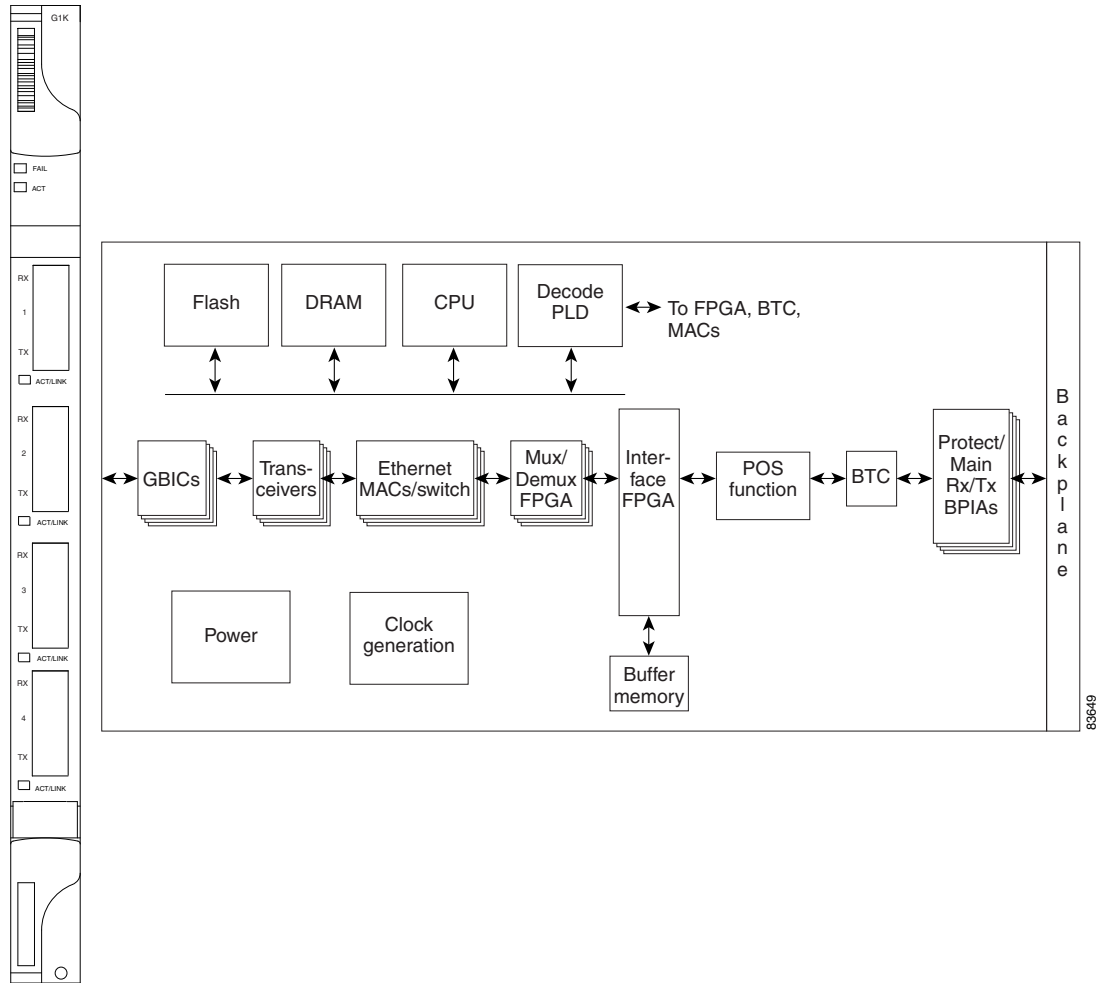 G1K
FAIL
ACT
RX
1
TX
ACT/LINK
RX
2
TX
ACT/LINK
RX
3
TX
ACT/LINK
RX
4
TX
ACT/LINK
Flash
DRAM
CPU
Decode
PLD
To FPGA, BTC,
MACs
GBICs
Trans-
ceivers
Ethernet
MACs/switch
Mux/
Demux
FPGA
Inter-
face
FPGA
POS
function
BTC
Protect/
Main
Rx/Tx
BPIAs
Backplane
Power
Clock
generation
Buffer
memory
83649